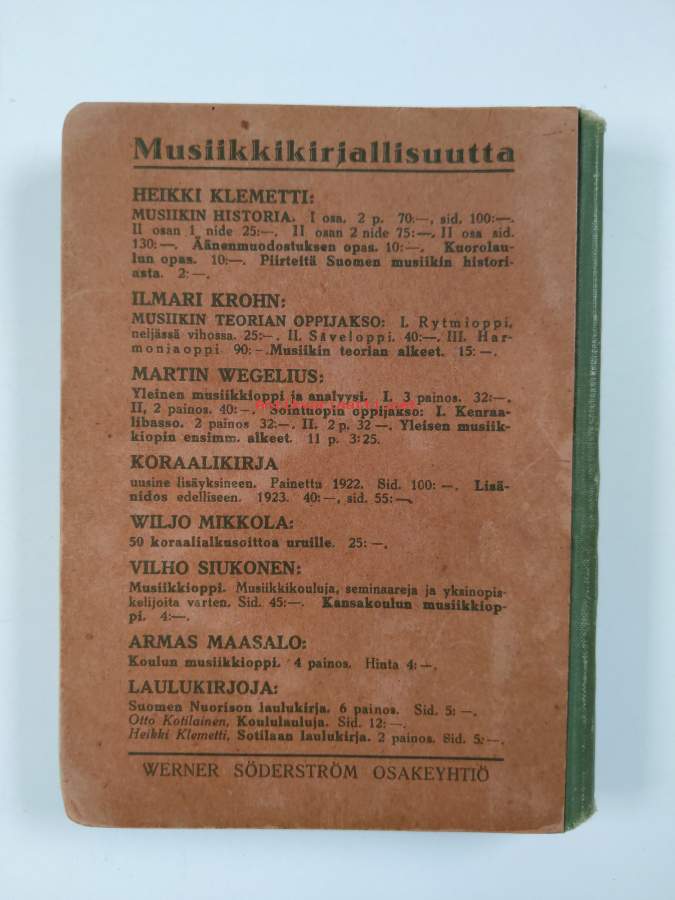 Musiikkikirjallisuutta
HEIKKI KLEMETTI:
MUSIIKIN HISTORIA. I osa. 2 p. 70:—, sid. 100:—.
II osan 1 nide 25:—. II osan 2 nide 75:—. II osa sid.
130:—. Äänenmuodostuksen opas. 10:—. Kuorolau-
lun opas. 10:—. Piirteitä Suomen musiikin histori-
asta. 2:—.
ILMARI KROHN:
MUSIIKIN TEORIAN OPPIJAKSO: I. Rytmioppi,
neljässä vihossa. 25:—. II. Säveloppi. 40:—. III. Har-
moniaoppi 90:—. Musiikin teorian alkeet. 15:—.
MARTIN WEGELIUS:
Yleinen musiikkioppi ja analyysi. I. 3 painos. 32:—.
II, 2 painos. 40:—. Sointuopin oppijakso: I. Kenraa-
libasso. 2 painos 32:—. II. 2 p. 32 —. Yleisen musiik-
kiopin ensimm. alkeet. 11 p. 3:25.
KORAALIKIRJA
uusine lisäyksineen. Painettu 1922. Sid. 100:—. Lisä-
nidos edelliseen. 1923. 40:—, sid. 55:—.
WILJO MIKKOLA:
50 koraalialkusoittoa uruille. 25:—.
VILHO SIUKONEN:
Musiikkioppi. Musiikkikouluja, seminaareja ja yksinopis-
kelijoita varten. Sid. 45:—. Kansakoulun musiikkiop-
pi. 4:—.
ARMAS MAASALO:
Koulun musiikkioppi. 4 painos. Hinta 4:—.
LAULUKIRJOJA:
Suomen Nuorison laulukirja. 6 painos. Sid. 5:—.
Otto Kotilainen, Koululauluja. Sid. 12:—.
Heikki Klemetti, Sotilaan laulukirja. 2 painos. Sid. 5:—.
WERNER SÖDERSTRÖM OSAKEYHTIÖ